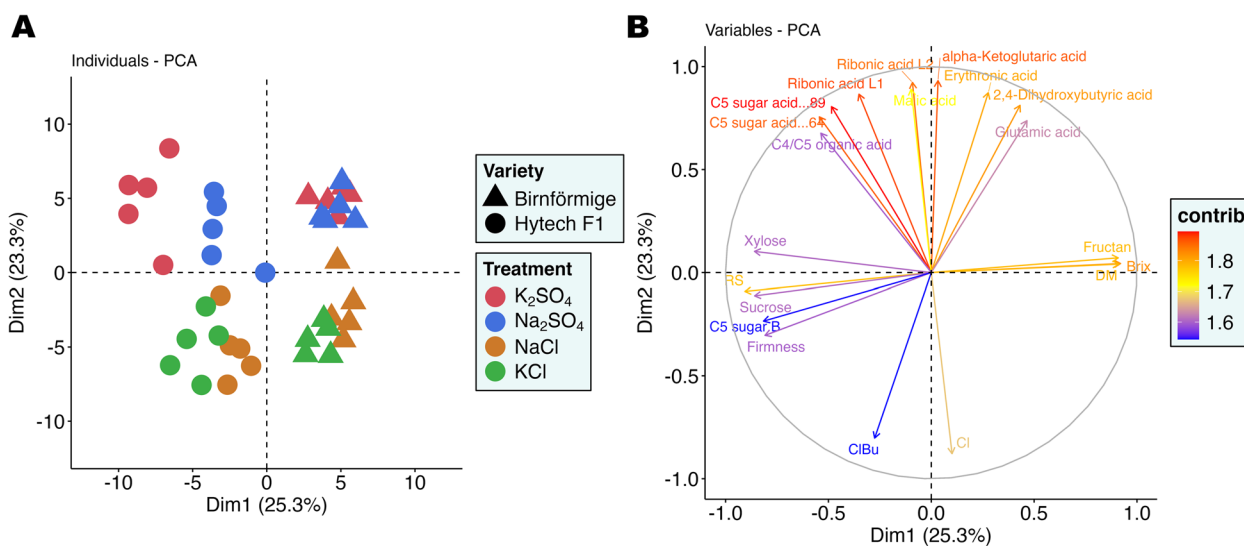 A
Individuals - PCA
10
5
0
-5
-10
-10
-5
0
5
10
Dim1 (25.3%)
Dim2 (23.3%)
Variety
Birnförmige
Hytech F1
Treatment
K₂SO₄
Na₂SO₄
NaCl
KCl
B
Variables - PCA
1.0
0.5
0.0
-0.5
-1.0
-1.0
-0.5
0.0
0.5
1.0
Dim1 (25.3%)
Dim2 (23.3%)
alpha-Ketoglutaric acid
Ribonic acid L2
Erythronic acid
Ribonic acid L1
2,4-Dihydroxybutyric acid
Malic acid
C5 sugar acid...89
C5 sugar acid...64
Glutamic acid
C4/C5 organic acid
Xylose
Fructan
Brix
DM
RS
Sucrose
C5 sugar B
Firmness
ClBu
Cl
contrib
1.8
1.7
1.6